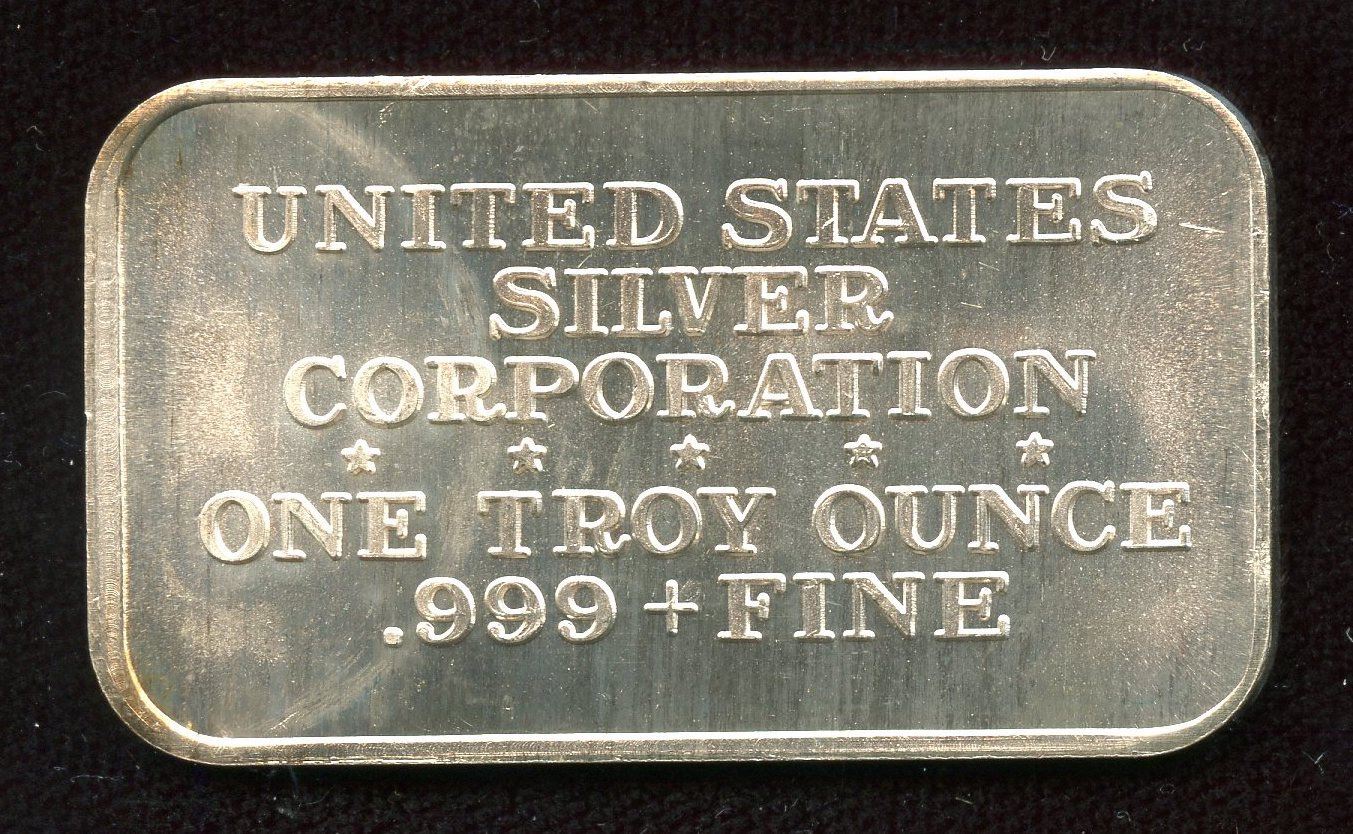 UNITED STATES
SILVER
CORPORATION
ONE TROY OUNCE
.999 + FINE